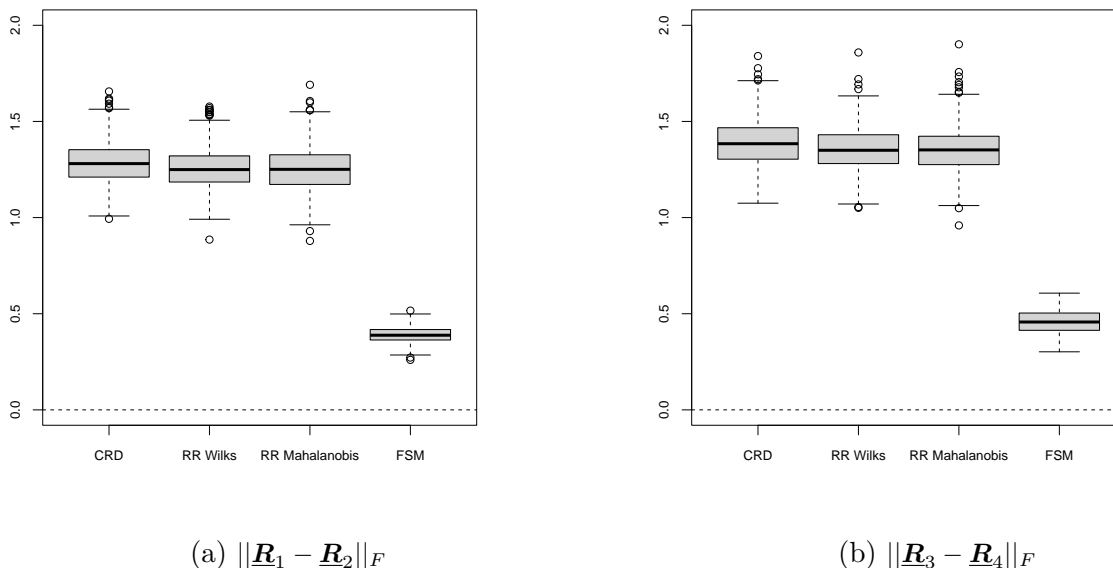 2.0
1.5
1.0
0.5
0.0
CRD
RR Wilks
RR Mahalanobis
FSM
(a) ||R₁ − R₂||F
2.0
1.5
1.0
0.5
0.0
CRD
RR Wilks
RR Mahalanobis
FSM
(b) ||R₃ − R₄||F